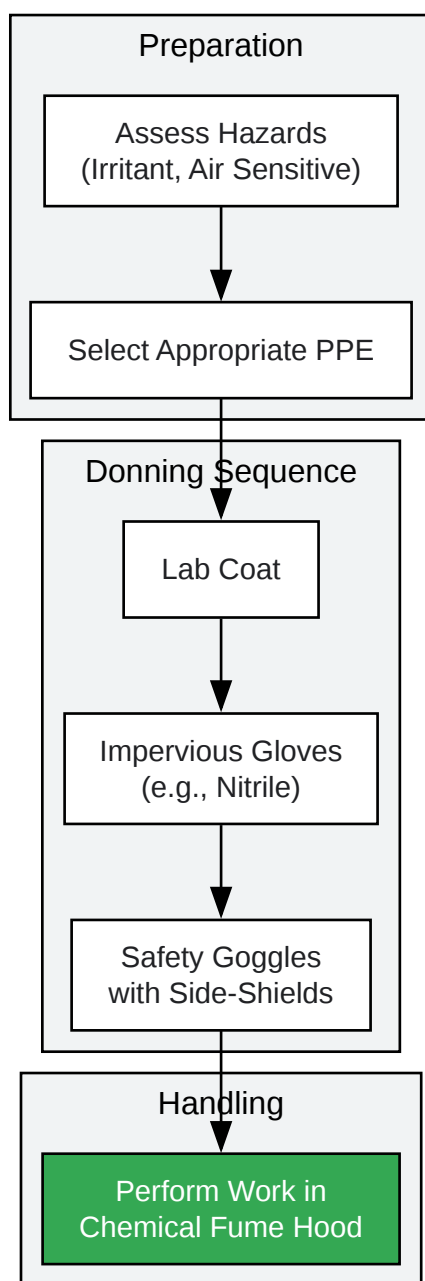 Preparation
Assess Hazards
(Irritant, Air Sensitive)
Select Appropriate PPE
Donning Sequence
Lab Coat
Impervious Gloves
(e.g., Nitrile)
Safety Goggles
with Side-Shields
Handling
Perform Work in
Chemical Fume Hood